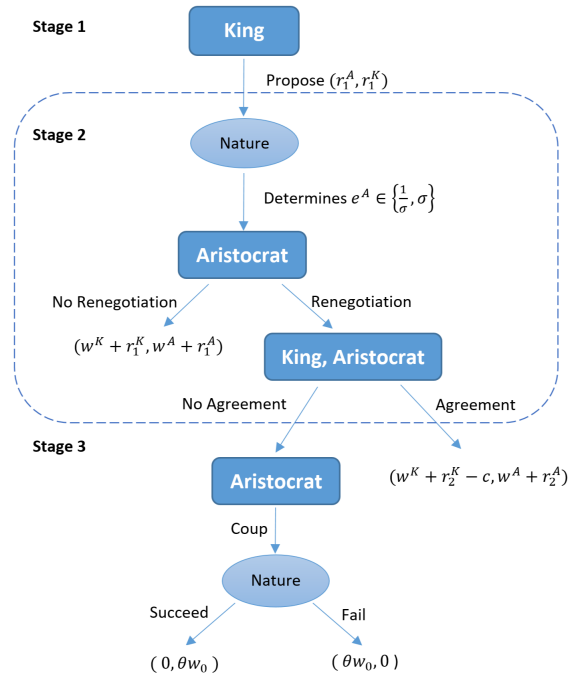 Stage 1
King
Propose (r₁ᴬ, r₁ᴷ)
Stage 2
Nature
Determines eᴬ ∈ {1/σ, σ}
Aristocrat
No Renegotiation
Renegotiation
(wᴷ + r₁ᴷ, wᴬ + r₁ᴬ)
King, Aristocrat
No Agreement
Agreement
Stage 3
Aristocrat
(wᴷ + r₂ᴷ − c, wᴬ + r₂ᴬ)
Coup
Nature
Succeed
Fail
( 0, θw₀ )
( θw₀, 0 )